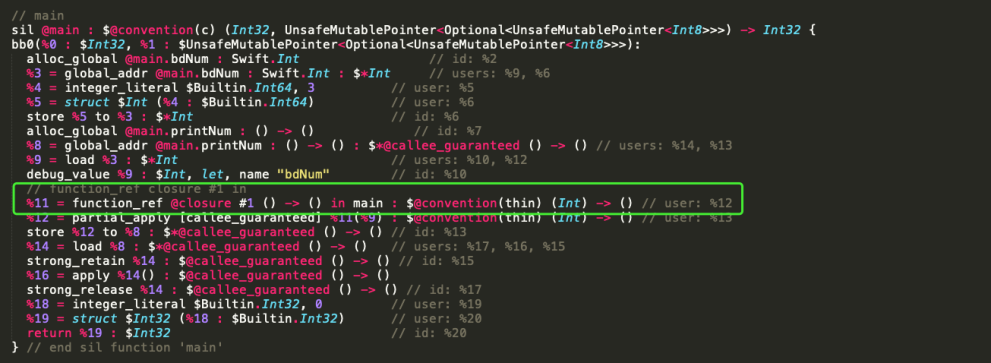 // main
sil @main : $@convention(c) (Int32, UnsafeMutablePointer<Optional<UnsafeMutablePointer<Int8>>>) -> Int32 {
bb0(%0 : $Int32, %1 : $UnsafeMutablePointer<Optional<UnsafeMutablePointer<Int8>>>):
  alloc_global @main.bdNum : Swift.Int // id: %2
  %3 = global_addr @main.bdNum : Swift.Int : $*Int // users: %9, %6
  %4 = integer_literal $Builtin.Int64, 3 // user: %5
  %5 = struct $Int (%4 : $Builtin.Int64) // user: %6
  store %5 to %3 : $*Int // id: %6
  alloc_global @main.printNum : () -> () // id: %7
  %8 = global_addr @main.printNum : () -> () : $*@callee_guaranteed () -> () // users: %14, %13
  %9 = load %3 : $*Int // users: %10, %12
  debug_value %9 : $Int, let, name "bdNum" // id: %10
  // function_ref closure #1 in
  %11 = function_ref @closure #1 () -> () in main : $@convention(thin) (Int) -> () // user: %12
  %12 = partial_apply [callee_guaranteed] %11(%9) : $@convention(thin) (Int) -> () // user: %13
  store %12 to %8 : $*@callee_guaranteed () -> () // id: %13
  %14 = load %8 : $*@callee_guaranteed () -> () // users: %17, %16, %15
  strong_retain %14 : $@callee_guaranteed () -> () // id: %15
  %16 = apply %14() : $@callee_guaranteed () -> ()
  strong_release %14 : $@callee_guaranteed () -> () // id: %17
  %18 = integer_literal $Builtin.Int32, 0 // user: %19
  %19 = struct $Int32 (%18 : $Builtin.Int32) // user: %20
  return %19 : $Int32 // id: %20
} // end sil function 'main'